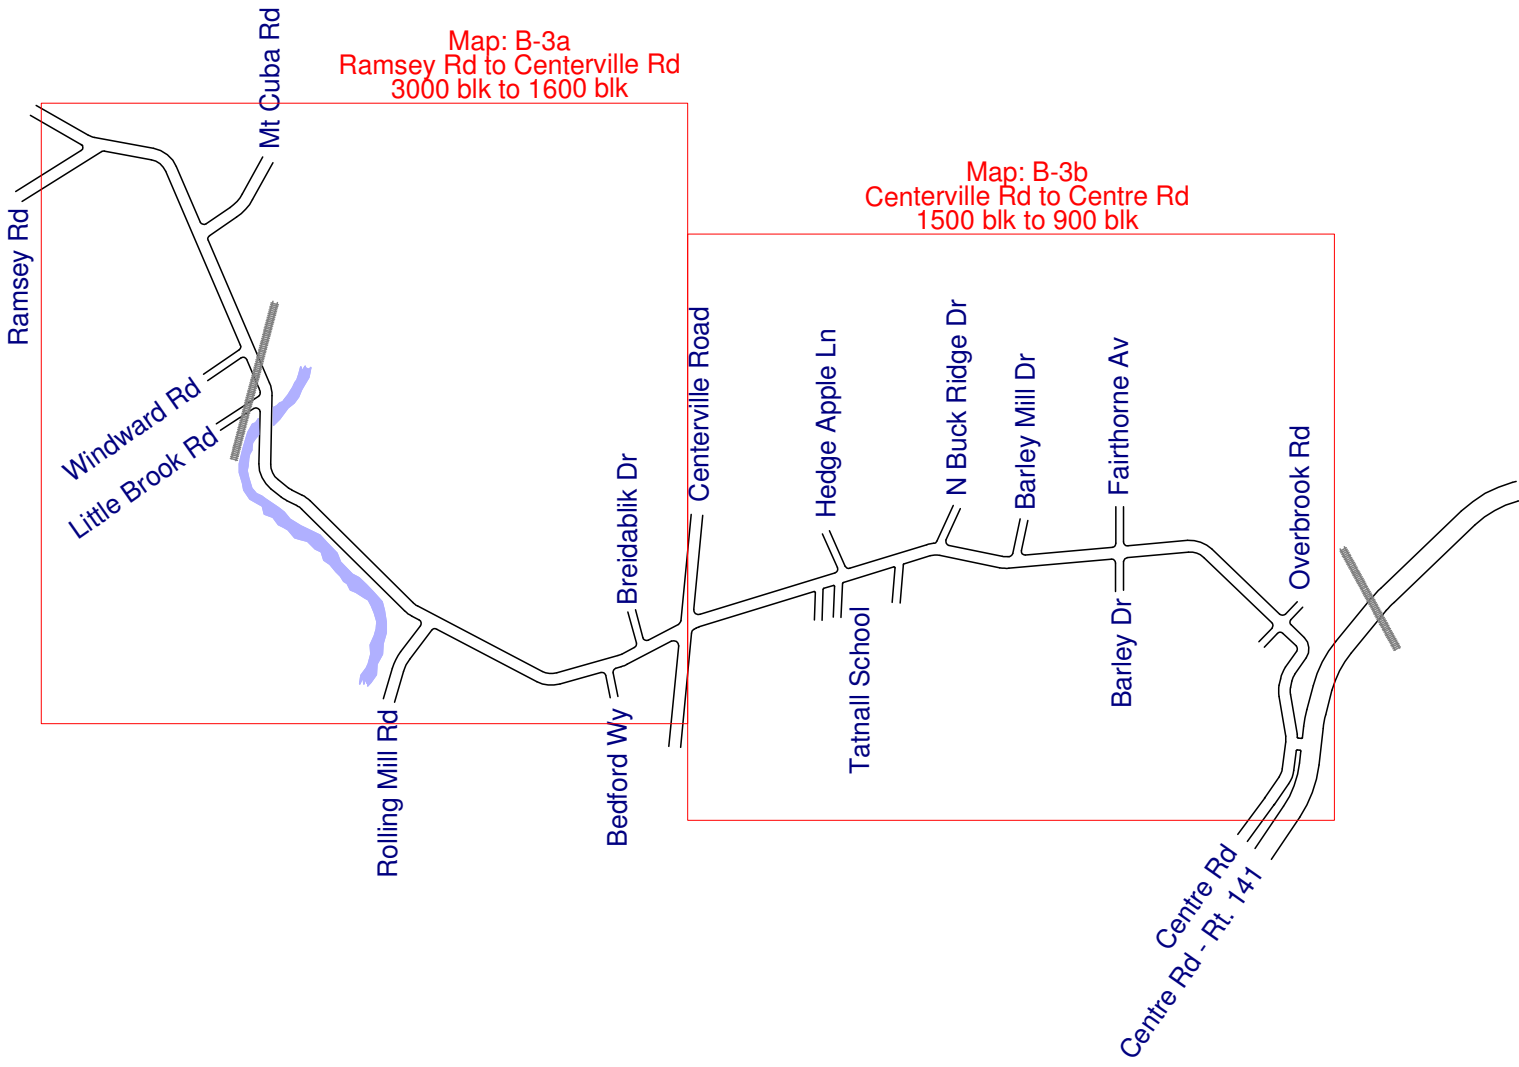 Map: B-3a
Ramsey Rd to Centerville Rd
3000 blk to 1600 blk
Mt Cuba Rd
Ramsey Rd
Map: B-3b
Centerville Rd to Centre Rd
1500 blk to 900 blk
Windward Rd
Little Brook Rd
Breidablik Dr
Centerville Road
Hedge Apple Ln
N Buck Ridge Dr
Barley Mill Dr
Fairthorne Av
Overbrook Rd
Rolling Mill Rd
Bedford Wy
Tatnall School
Barley Dr
Centre Rd
Centre Rd - Rt. 141